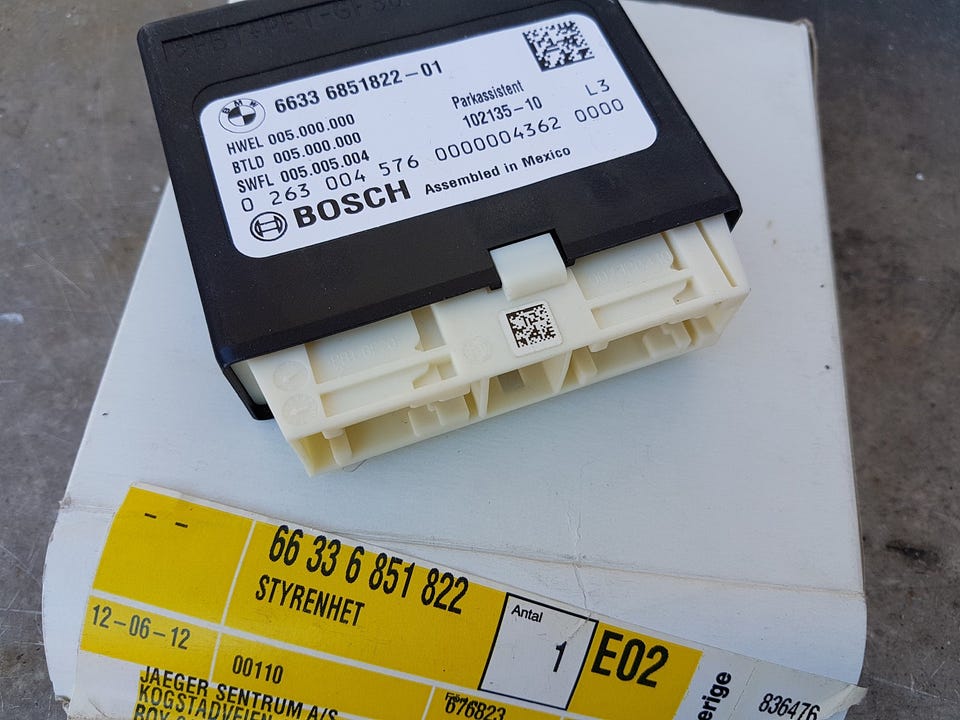 BMW
6633 6851822-01
HWEL 005.000.000
BTLD 005.000.000
SWFL 005.005.004
Parkassistent
102135-10
L3
0 263 004 576 0000004362 0000
BOSCH Assembled in Mexico
66 33 6 851 822
STYRENHET
Antal
1
E02
12-06-12
00110
JAEGER SENTRUM A/S
KOGSTADVEIEN
676823
erige
836476